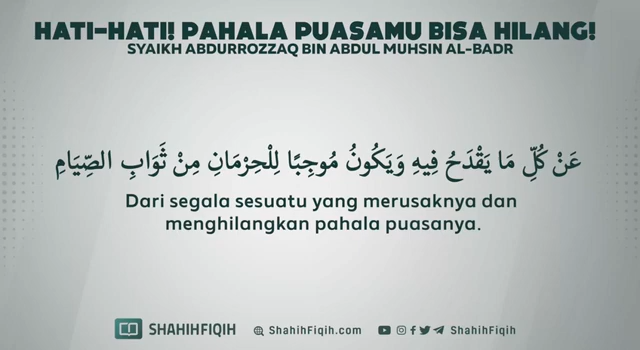 HATI-HATI! PAHALA PUASAMU BISA HILANG!
SYAIKH ABDURROZZAQ BIN ABDUL MUHSIN AL-BADR
عَنْ كُلِّ مَا يَقْدَحُ فِيهِ وَيَكُونُ مُوجِبًا لِلْحِرْمَانِ مِنْ ثَوَابِ الصِّيَامِ
Dari segala sesuatu yang merusaknya dan
menghilangkan pahala puasanya.
SHAHIHFIQIH ShahihFiqih.com ShahihFiqih